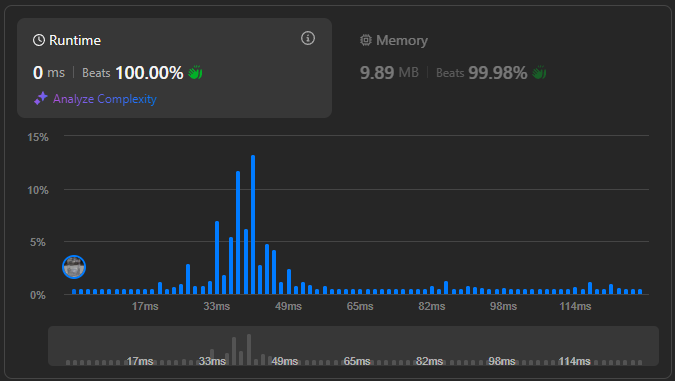 Runtime
0 ms | Beats 100.00%
Analyze Complexity
Memory
9.89 MB | Beats 99.98%
15%
10%
5%
0%
17ms 33ms 49ms 65ms 82ms 98ms 114ms
17ms 33ms 49ms 65ms 82ms 98ms 114ms